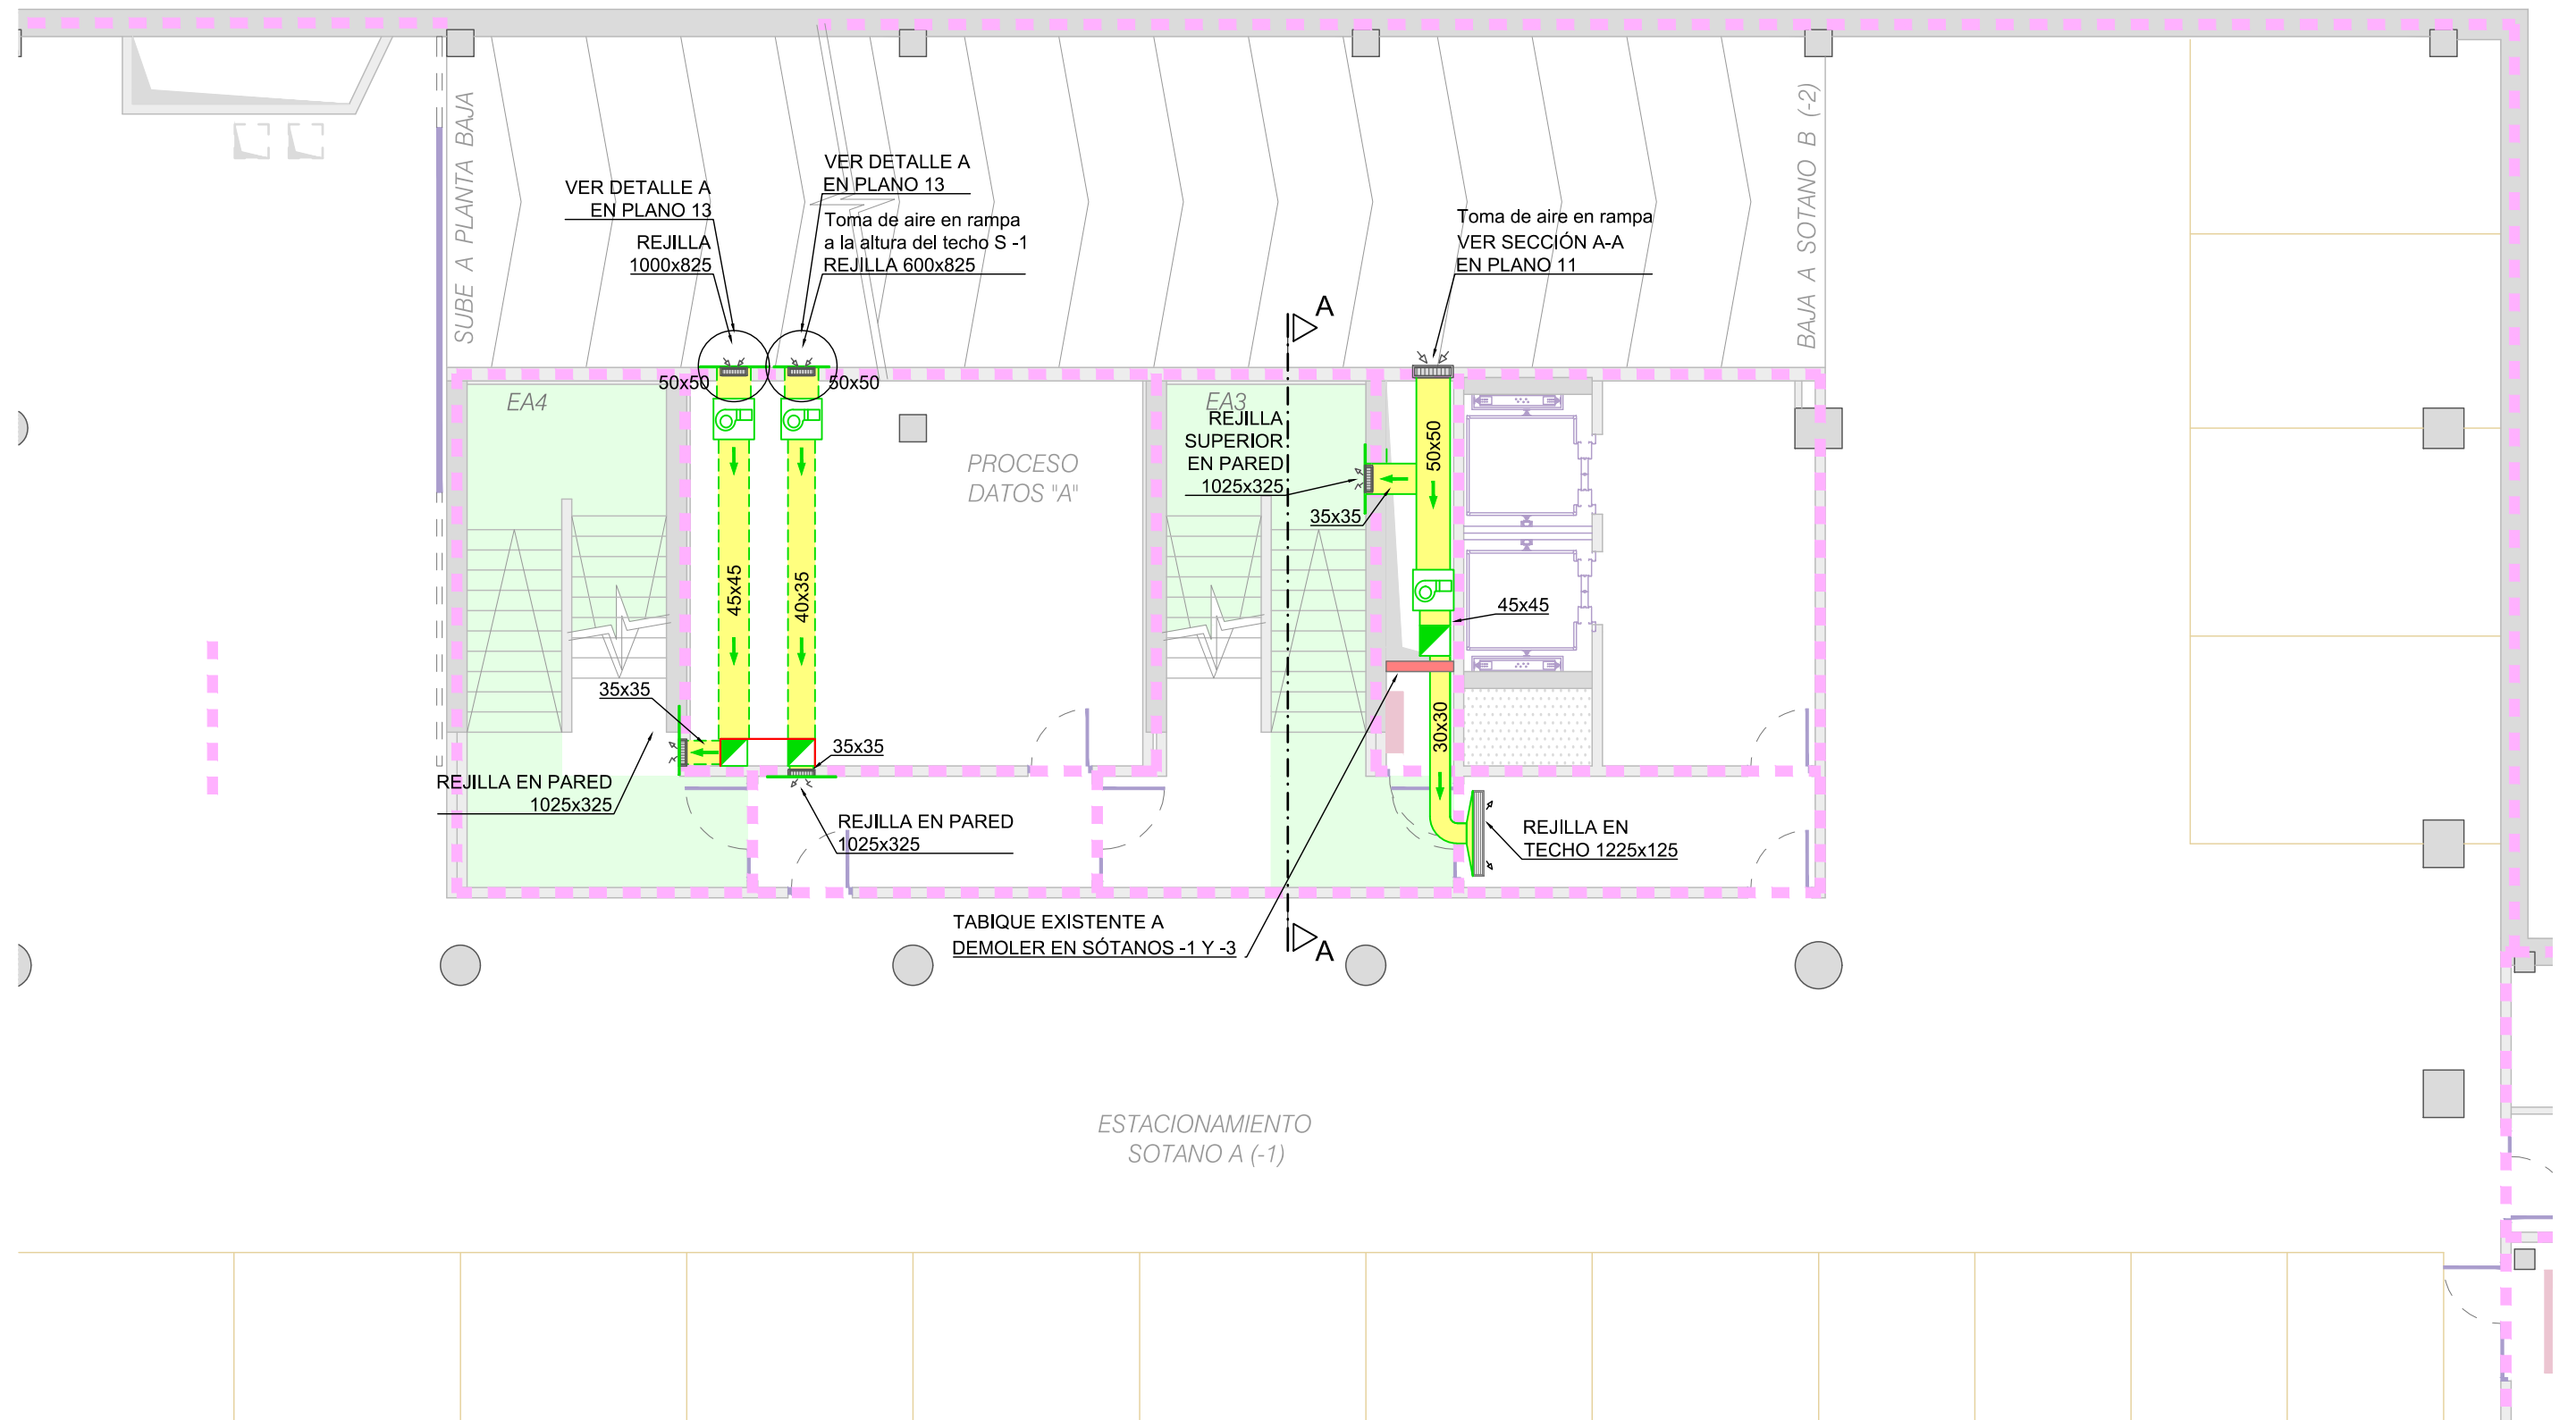 SUBE A PLANTA BAJA
VER DETALLE A
EN PLANO 13
REJILLA
1000x825
VER DETALLE A
EN PLANO 13
Toma de aire en rampa
a la altura del techo S -1
REJILLA 600x825
Toma de aire en rampa
VER SECCIÓN A-A
EN PLANO 11
BAJA A SOTANO B (-2)
A
50x50
50x50
EA4
EA3
REJILLA
SUPERIOR
EN PARED
1025x325
PROCESO
DATOS "A"
50x50
35x35
45x45
40x35
45x45
35x35
30x30
35x35
REJILLA EN PARED
1025x325
REJILLA EN PARED
1025x325
REJILLA EN
TECHO 1225x125
TABIQUE EXISTENTE A
DEMOLER EN SÓTANOS -1 Y -3
A
ESTACIONAMIENTO
SOTANO A (-1)